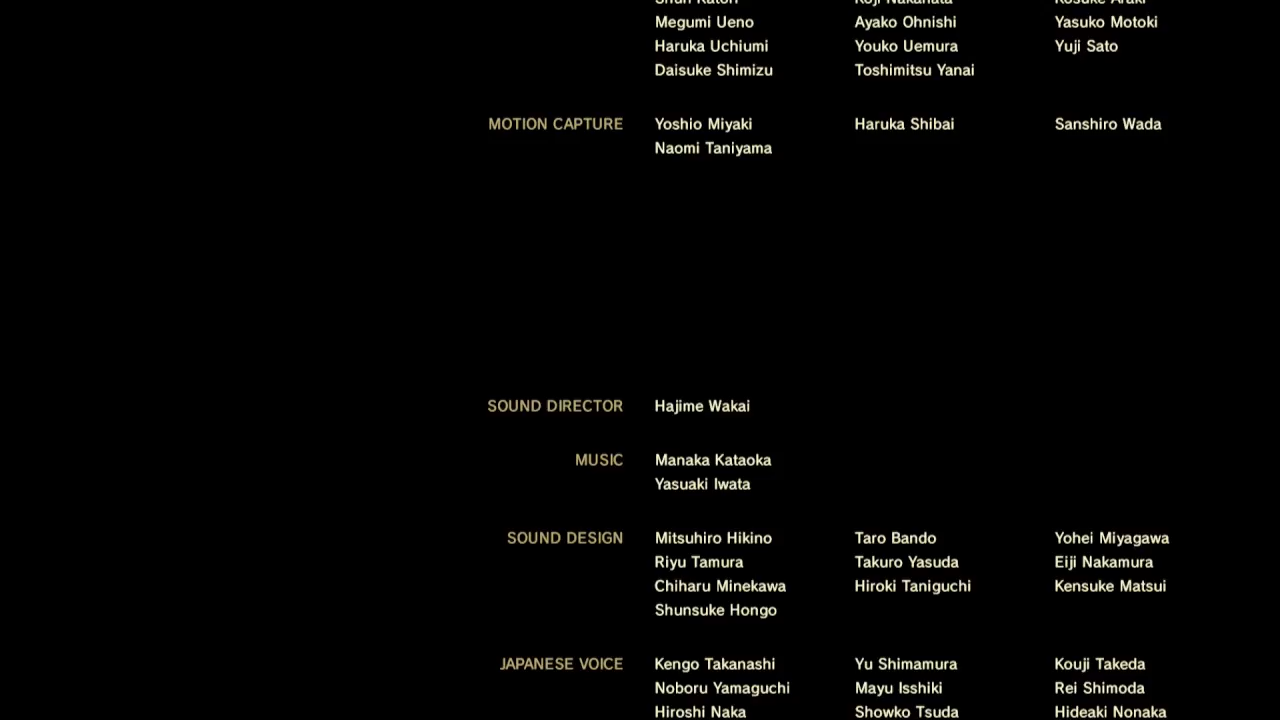 Megumi Ueno Ayako Ohnishi Yasuko Motoki
Haruka Uchiumi Youko Uemura Yuji Sato
Daisuke Shimizu Toshimitsu Yanai
MOTION CAPTURE Yoshio Miyaki Haruka Shibai Sanshiro Wada
Naomi Taniyama
SOUND DIRECTOR Hajime Wakai
MUSIC Manaka Kataoka
Yasuaki Iwata
SOUND DESIGN Mitsuhiro Hikino Taro Bando Yohei Miyagawa
Riyu Tamura Takuro Yasuda Eiji Nakamura
Chiharu Minekawa Hiroki Taniguchi Kensuke Matsui
Shunsuke Hongo
JAPANESE VOICE Kengo Takanashi Yu Shimamura Kouji Takeda
Noboru Yamaguchi Mayu Isshiki Rei Shimoda
Hiroshi Naka Showko Tsuda Hideaki Nonaka